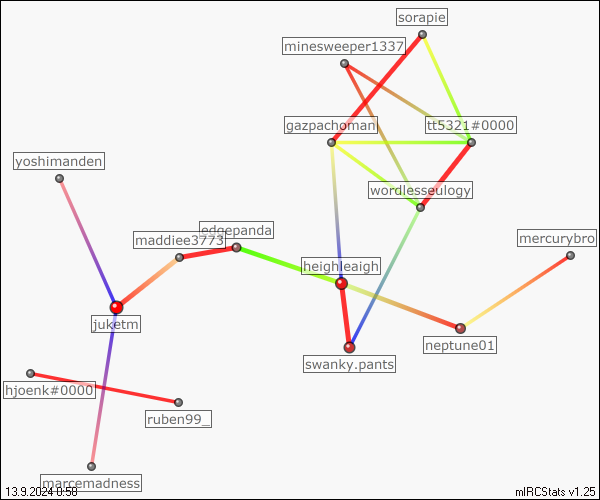 sorapie
minesweeper1337
gazpachoman
tt5321#0000
yoshimanden
wordlesseulogy
edgepanda
maddiee3773
mercurybro
heighleaigh
juketm
neptune01
swanky.pants
hjoenk#0000
ruben99_
marcemadness
13.9.2024 0:58
mIRCStats v1.25